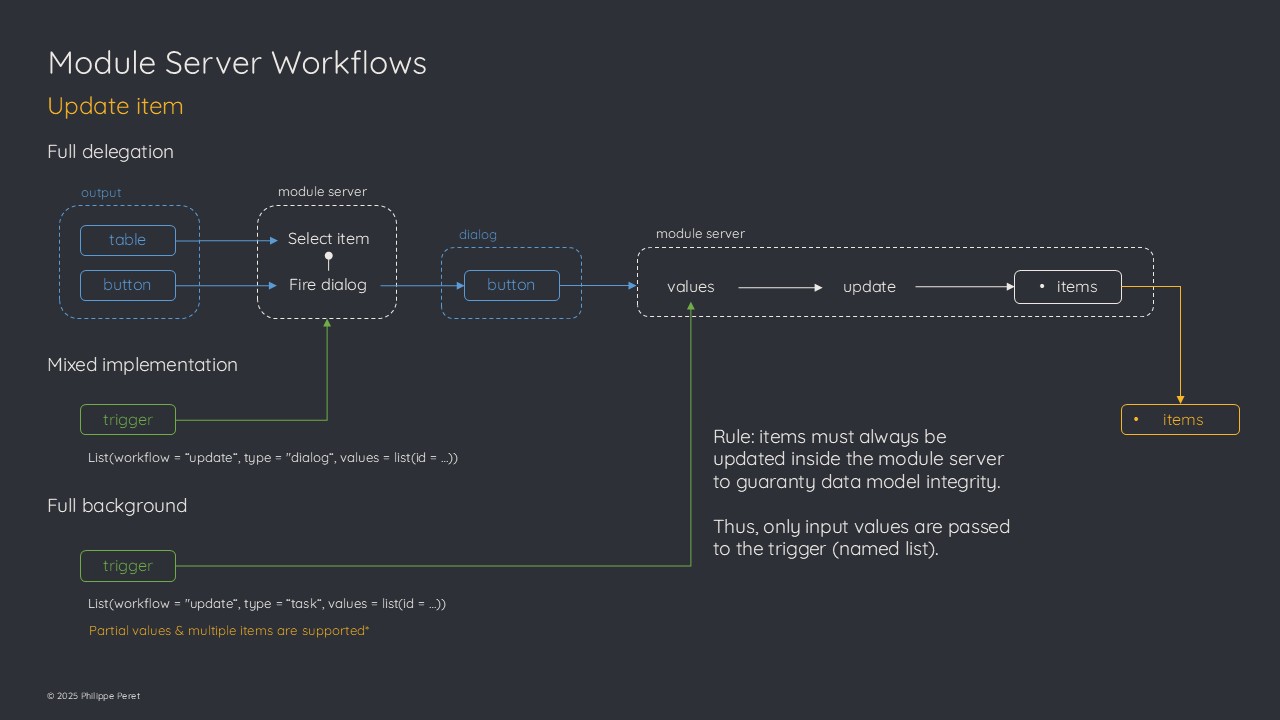 Module Server Workflows
Update item
Full delegation
output
module server
table
Select item
dialog
module server
button
Fire dialog
button
values
update
• items
Mixed implementation
trigger
• items
List(workflow = “update“, type = "dialog“, values = list(id = …))
Rule: items must always be
updated inside the module server
to guaranty data model integrity.
Thus, only input values are passed
to the trigger (named list).
Full background
trigger
List(workflow = "update“, type = “task“, values = list(id = …))
Partial values & multiple items are supported*
© 2025 Philippe Peret